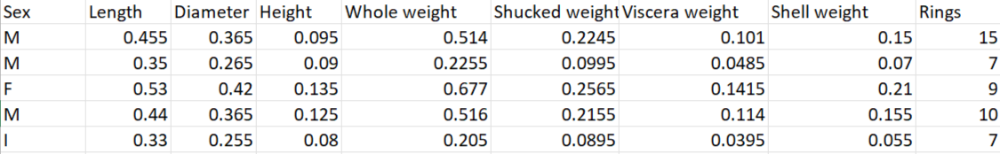 Sex Length Diameter Height Whole weight Shucked weight Viscera weight Shell weight Rings
M 0.455 0.365 0.095 0.514 0.2245 0.101 0.15 15
M 0.35 0.265 0.09 0.2255 0.0995 0.0485 0.07 7
F 0.53 0.42 0.135 0.677 0.2565 0.1415 0.21 9
M 0.44 0.365 0.125 0.516 0.2155 0.114 0.155 10
I 0.33 0.255 0.08 0.205 0.0895 0.0395 0.055 7